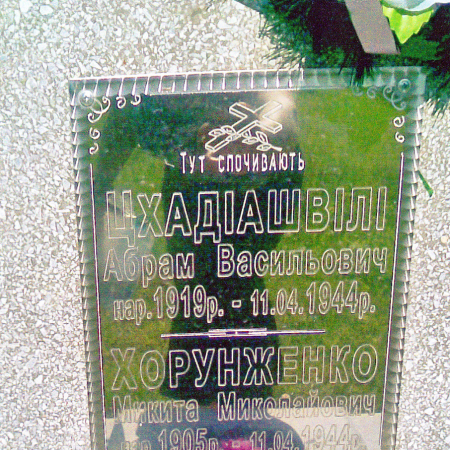 Тут спочивають
ЦХАДІАШВІЛІ
Абрам Васильович
нар.1919р. - 11.04.1944р.
ХОРУНЖЕНКО
Микита Миколайович
нар.1905р - 11.04.1944р.